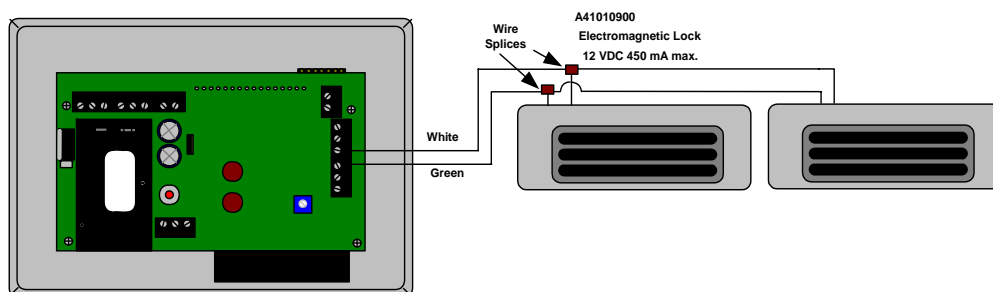 A41010900
Wire
Splices
Electromagnetic Lock
12 VDC 450 mA max.
White
Green